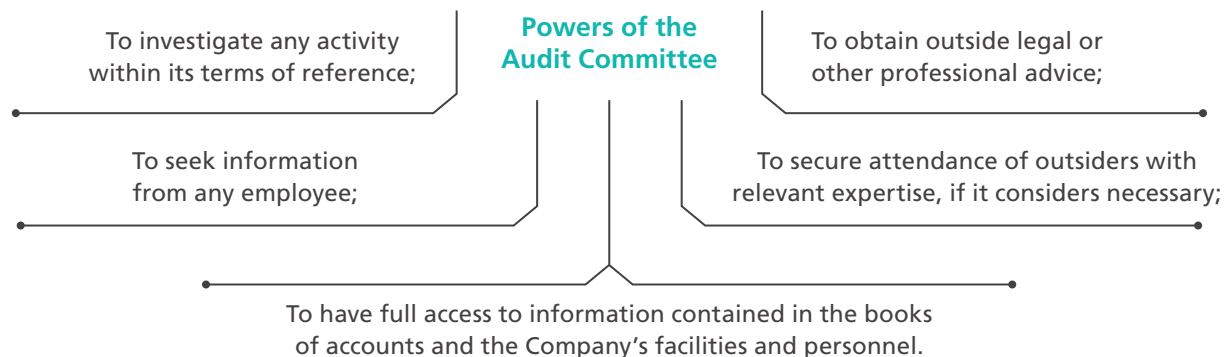 Powers of the
Audit Committee
To investigate any activity
within its terms of reference;
To obtain outside legal or
other professional advice;
To seek information
from any employee;
To secure attendance of outsiders with
relevant expertise, if it considers necessary;
To have full access to information contained in the books
of accounts and the Company’s facilities and personnel.